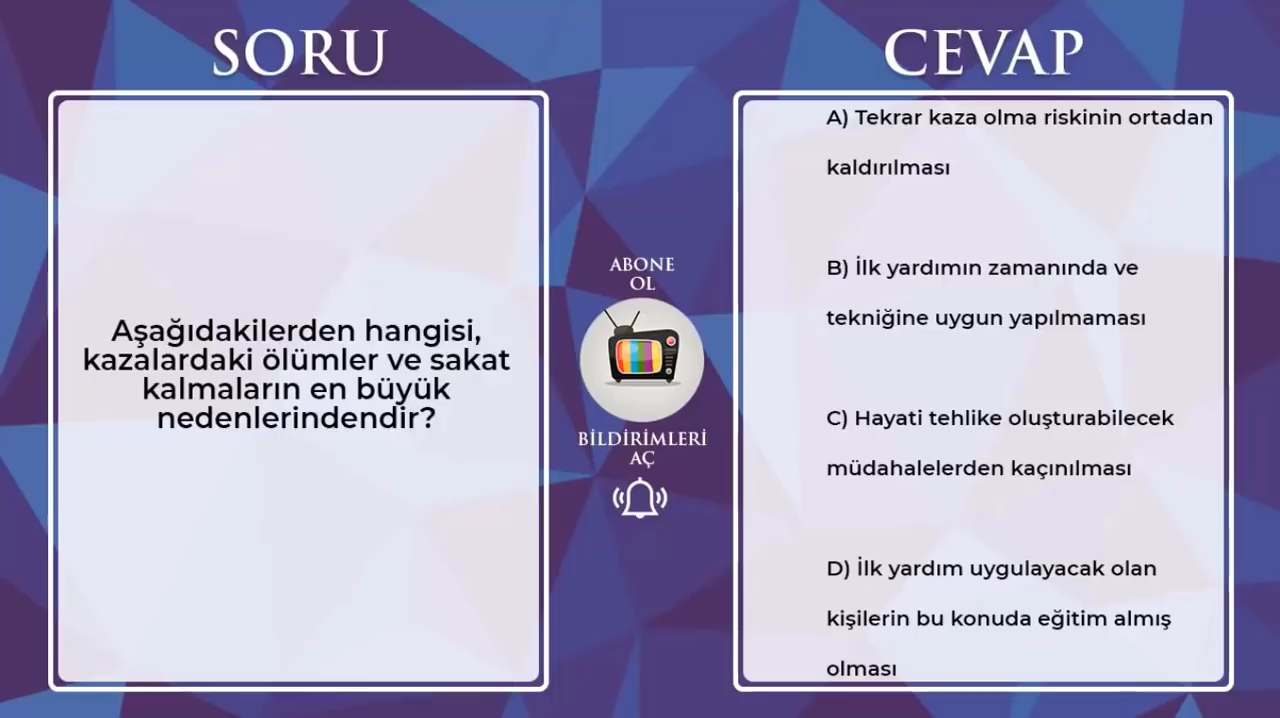 SORU
Aşağıdakilerden hangisi,
kazalardaki ölümler ve sakat
kalmaların en büyük
nedenlerindendir?
ABONE
OL
BİLDİRİMLERİ
AÇ
CEVAP
A) Tekrar kaza olma riskinin ortadan
kaldırılması
B) İlk yardımın zamanında ve
tekniğine uygun yapılmaması
C) Hayati tehlike oluşturabilecek
müdahalelerden kaçınılması
D) İlk yardım uygulayacak olan
kişilerin bu konuda eğitim almış
olması